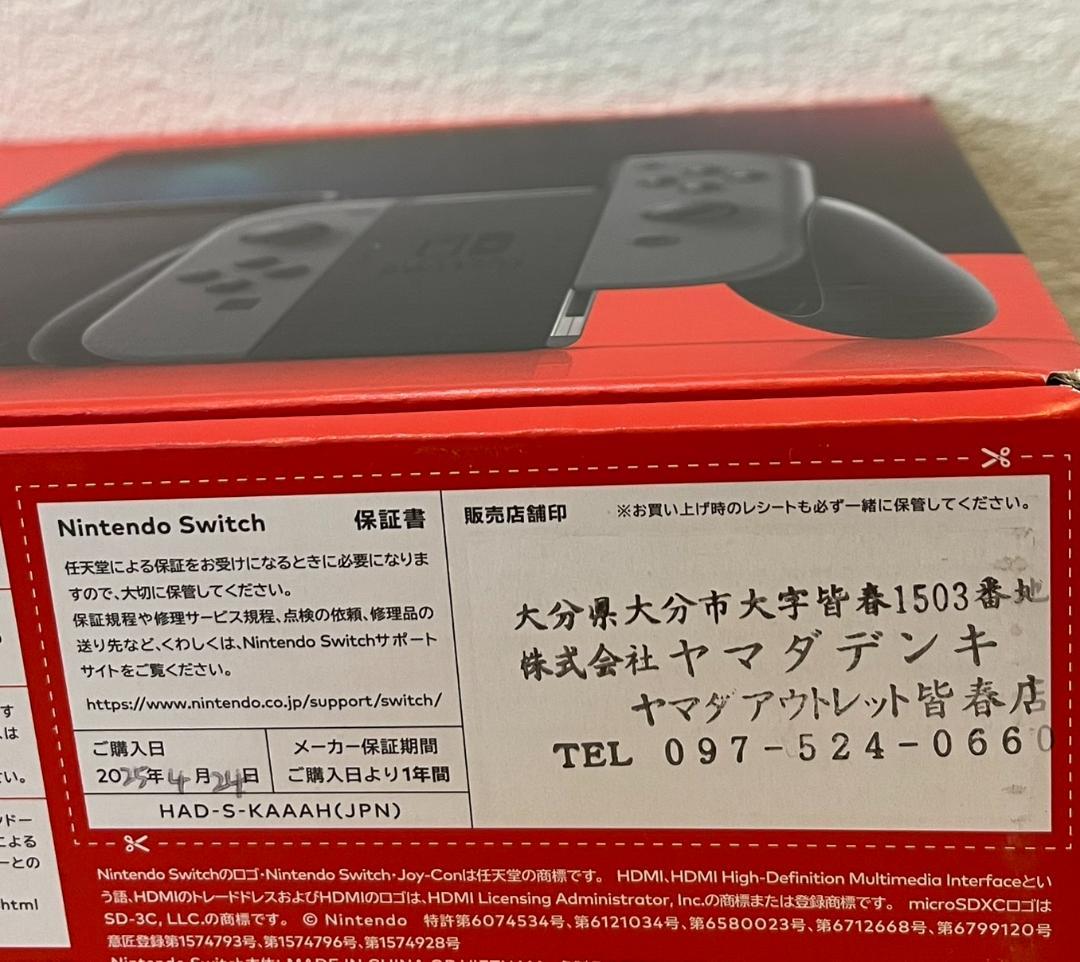 Nintendo Switch 保証書
任天堂による保証をお受けになるときに必要になりま
すので、大切に保管してください。
保証規程や修理サービス規程、点検の依頼、修理品の
送り先など、くわしくは、Nintendo Switchサポート
サイトをご覧ください。
https://www.nintendo.co.jp/support/switch/
ご購入日
2025年4月24日
メーカー保証期間
ご購入日より1年間
HAD-S-KAAAH(JPN)
販売店舗印 ※お買い上げ時のレシートも必ず一緒に保管してください。
大分県大分市大字皆春1503番地
株式会社ヤマダデンキ
ヤマダアウトレット皆春店
TEL 097-524-0660
Nintendo Switchのロゴ・Nintendo Switch・Joy-Conは任天堂の商標です。 HDMI、HDMI High-Definition Multimedia Interfaceとい
う語、HDMIのトレードドレスおよびHDMIのロゴは、HDMI Licensing Administrator, Inc.の商標または登録商標です。 microSDXCロゴは
SD-3C, LLC.の商標です。 © Nintendo 特許第6074534号、第6121034号、第6580023号、第6712668号、第6799120号
意匠登録第1574793号、第1574796号、第1574928号
す
は
い。
ンドー
による
ーとの
html